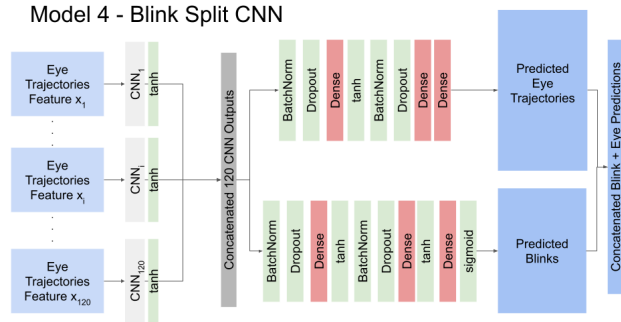 Model 4 - Blink Split CNN
Eye
Trajectories
Feature x1
CNN1
tanh
Eye
Trajectories
Feature xi
CNNi
tanh
Eye
Trajectories
Feature x120
CNN120
tanh
Concatenated 120 CNN Outputs
BatchNorm
Dropout
Dense
tanh
BatchNorm
Dropout
Dense
Dense
Predicted
Eye
Trajectories
BatchNorm
Dropout
Dense
tanh
BatchNorm
Dropout
Dense
tanh
Dense
sigmoid
Predicted
Blinks
Concatenated Blink + Eye Predictions